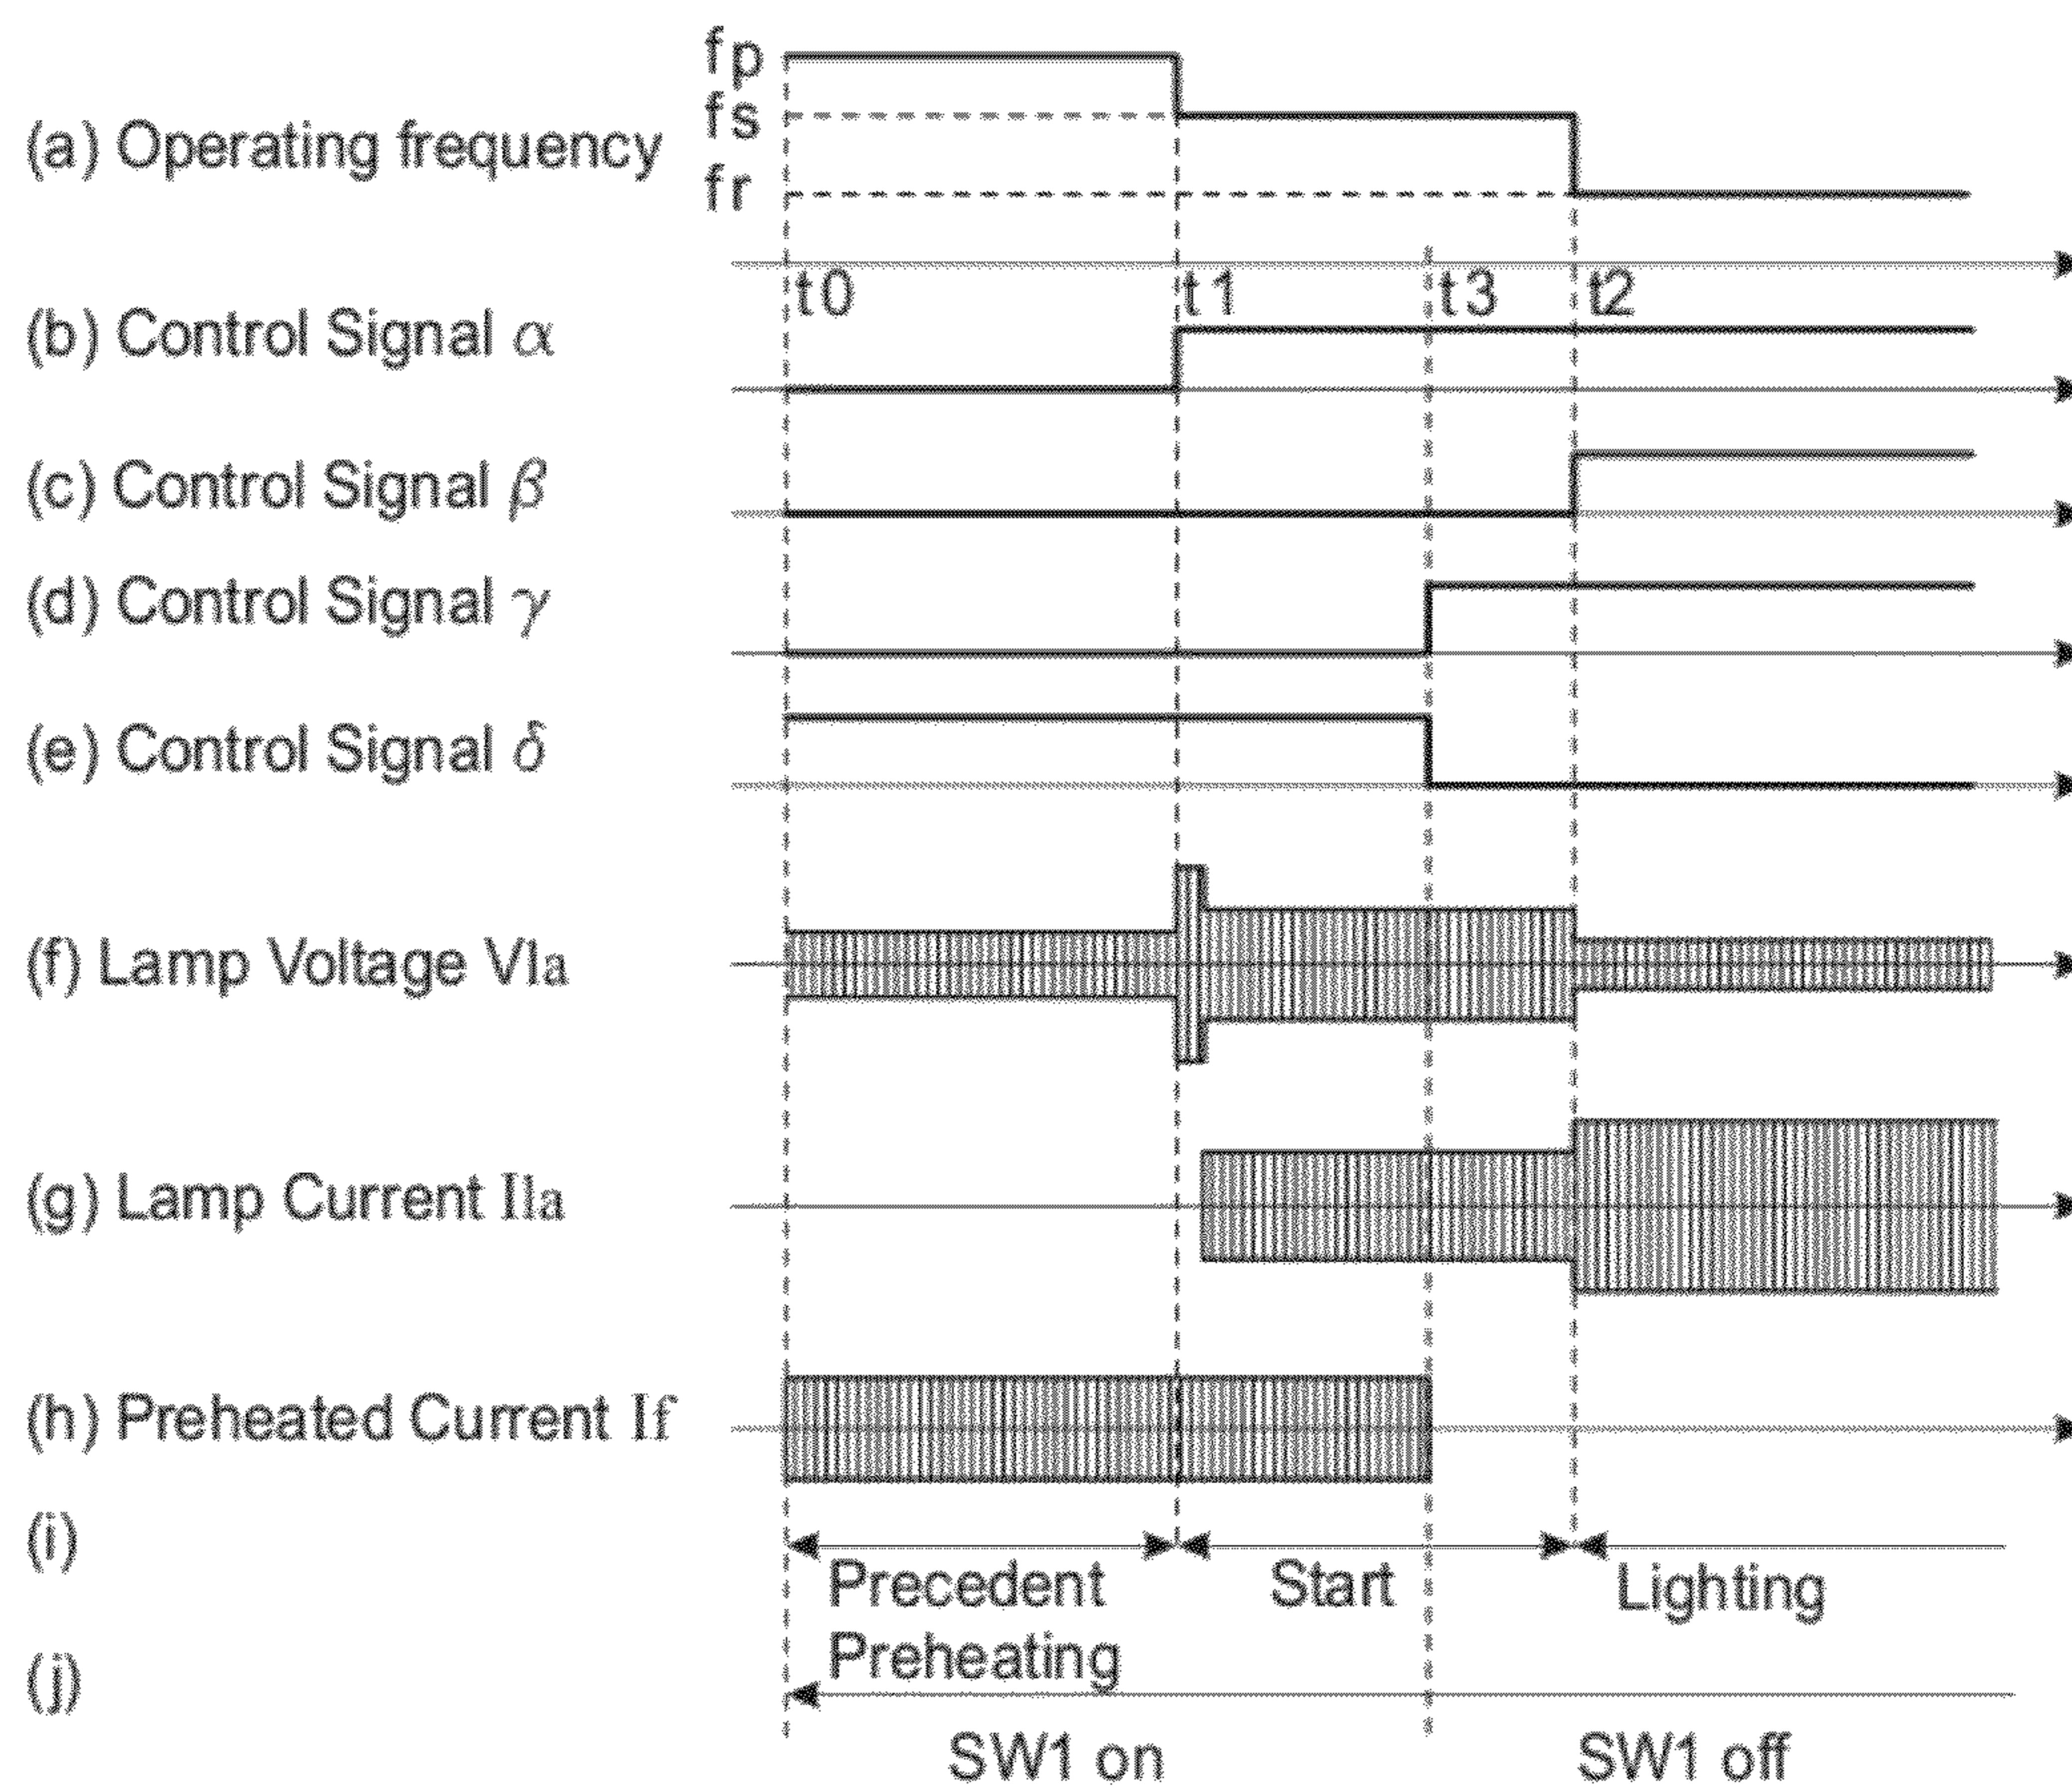 fp
fs
(a) Operating frequency
fr
t0 t1 t3 t2
(b) Control Signal α
(c) Control Signal β
(d) Control Signal γ
(e) Control Signal δ
(f) Lamp Voltage Vla
(g) Lamp Current Ila
(h) Preheated Current If
(i)
Precedent Start Lighting
Preheating
(j)
SW1 on SW1 off